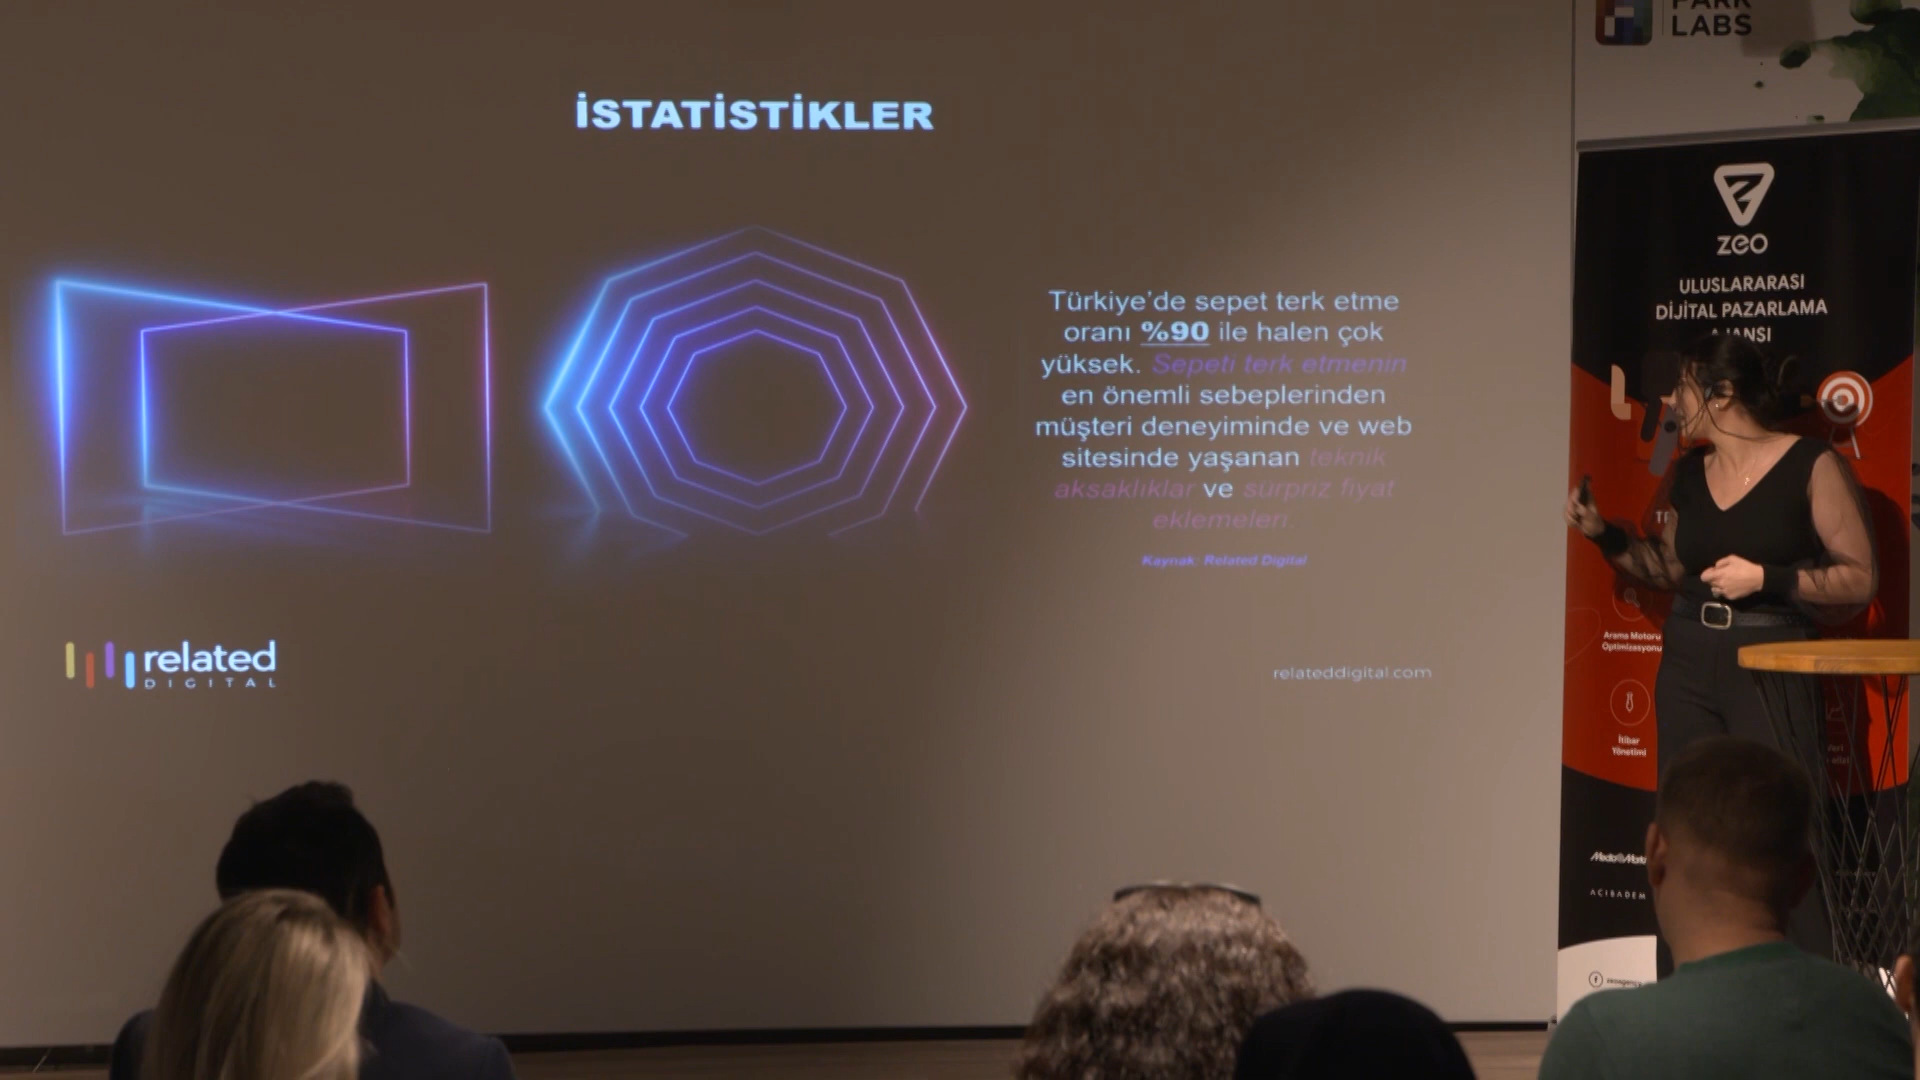 İSTATİSTİKLER
Türkiye'de sepet terk etme
oranı %90 ile halen çok
yüksek. Sepeti terk etmenin
en önemli sebeplerinden
müşteri deneyiminde ve web
sitesinde yaşanan teknik
aksaklıklar ve sürpriz fiyat
eklemeleri.
Kaynak: Related Digital
related
DIGITAL
relateddigital.com
PARK
LABS
zeo
ULUSLARARASI
DİJİTAL PAZARLAMA
Arama Motoru
Optimizasyonu
İtibar
Yönetimi
ACIBADEM